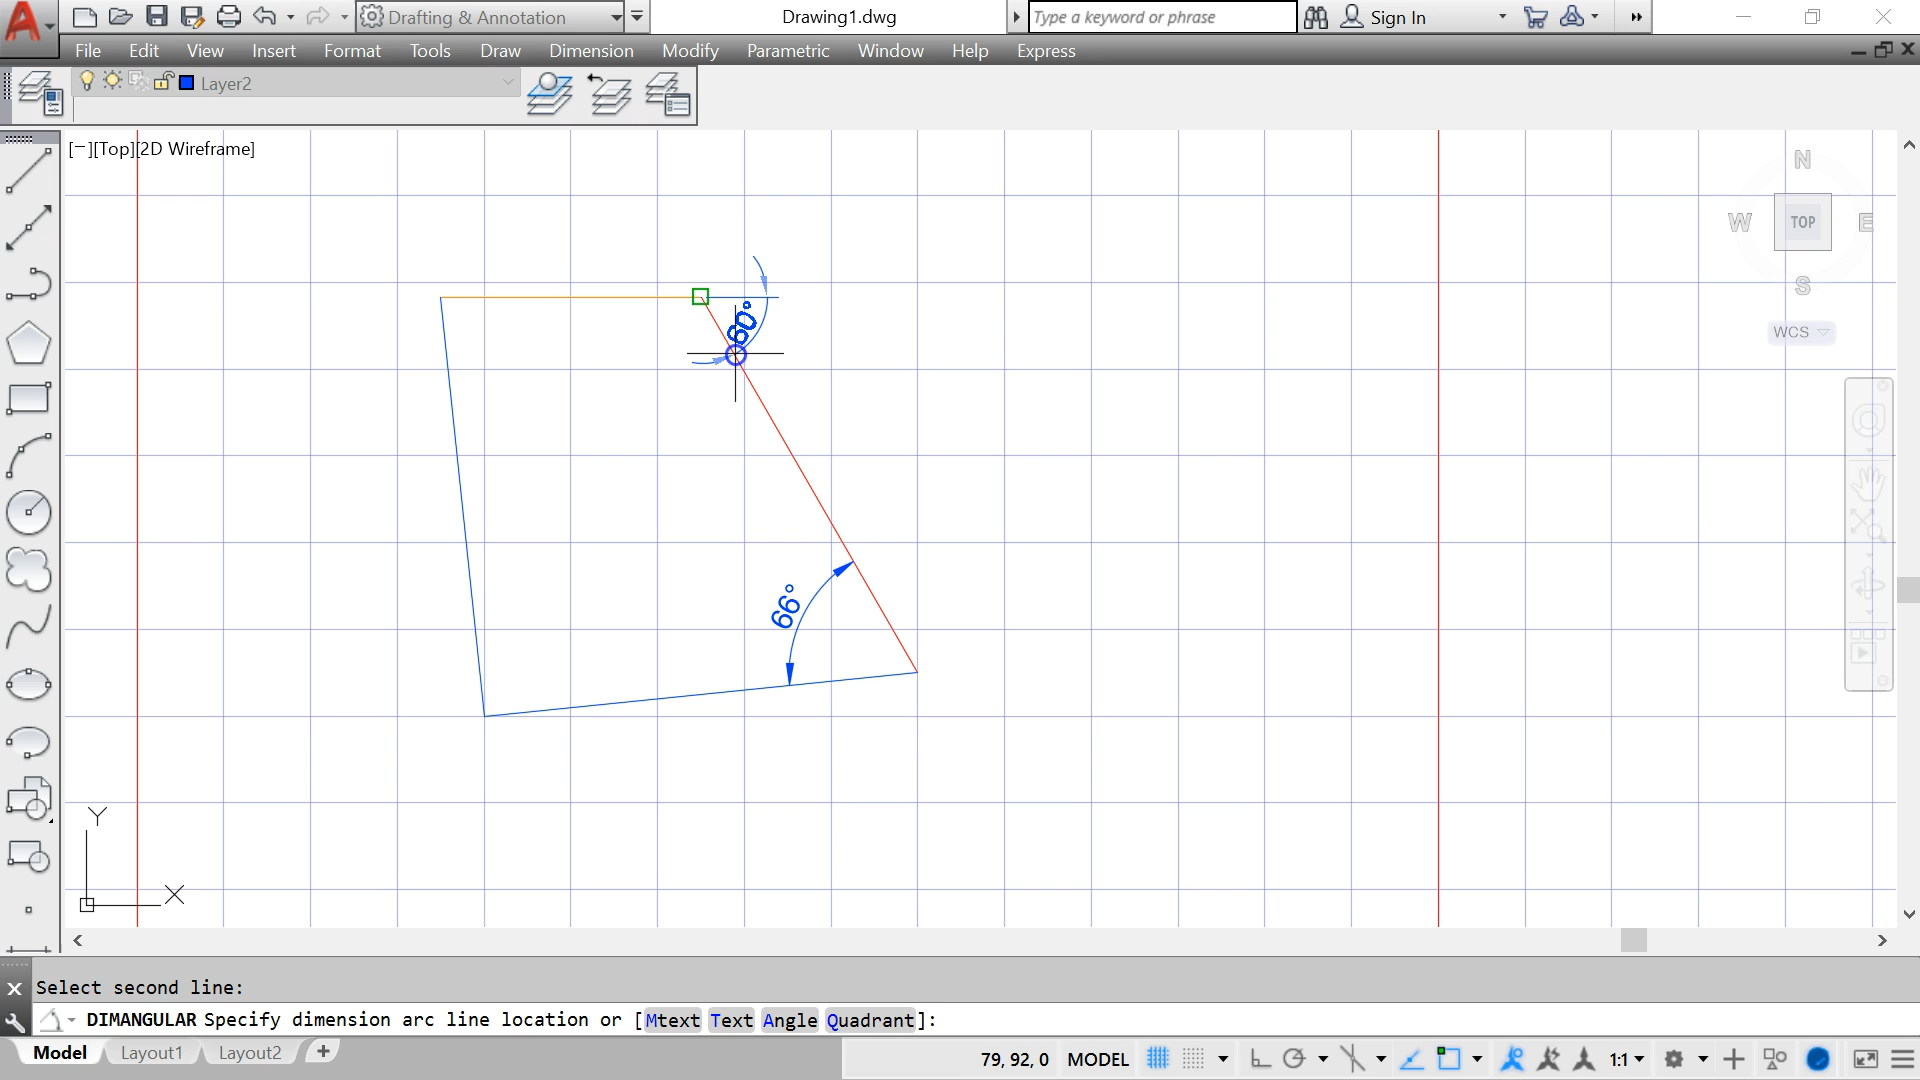 Drafting & Annotation
Drawing1.dwg
Type a keyword or phrase
Sign In
File Edit View Insert Format Tools Draw Dimension Modify Parametric Window Help Express
Layer2
[−][Top][2D Wireframe]
N
W TOP E
S
WCS
60°
66°
Y
X
Select second line:
DIMANGULAR Specify dimension arc line location or [Mtext Text Angle Quadrant]:
Model Layout1 Layout2 +
79, 92, 0 MODEL 1:1